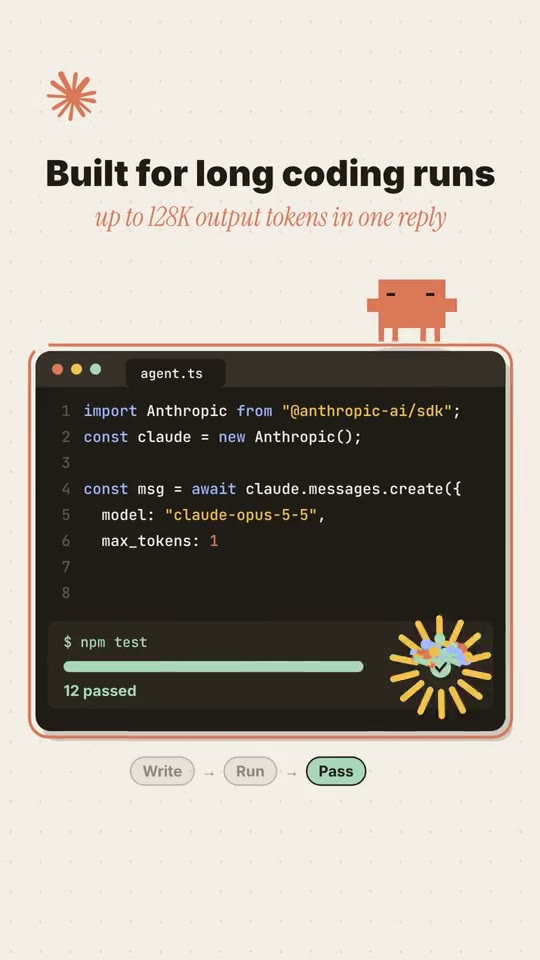 Built for long coding runs
up to 128K output tokens in one reply
agent.ts
1 import Anthropic from "@anthropic-ai/sdk";
2 const claude = new Anthropic();
3
4 const msg = await claude.messages.create({
5 model: "claude-opus-5-5",
6 max_tokens: 1
7
8
$ npm test
12 passed
Write → Run → Pass